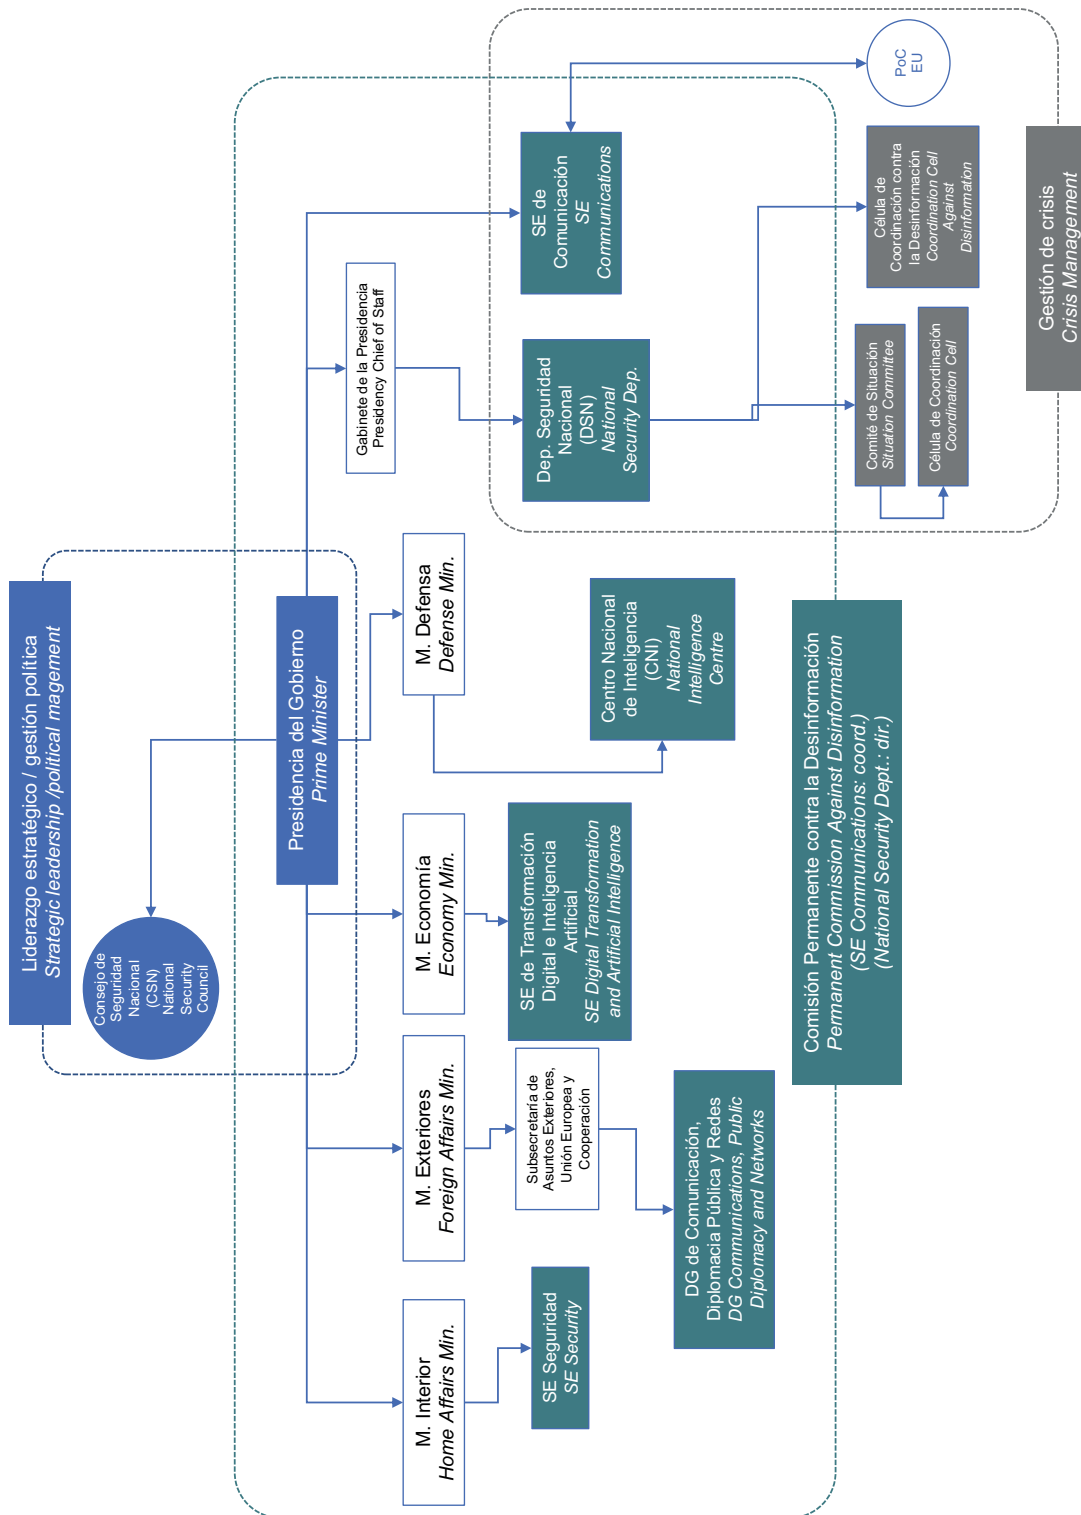 Liderazgo estratégico / gestión política
Strategic leadership /political magement
Consejo de
Seguridad
Nacional
(CSN)
National
Security
Council
Presidencia del Gobierno
Prime Minister
M. Interior
Home Affairs Min.
M. Exteriores
Foreign Affairs Min.
M. Economía
Economy Min.
M. Defensa
Defense Min.
Gabinete de la Presidencia
Presidency Chief of Staff
SE Seguridad
SE Security
Subsecretaría de
Asuntos Exteriores,
Unión Europea y
Cooperación
SE de Transformación
Digital e Inteligencia
Artificial
SE Digital Transformation
and Artificial Intelligence
Centro Nacional
de Inteligencia
(CNI)
National
Intelligence
Centre
Dep. Seguridad
Nacional
(DSN)
National
Security Dep.
SE de
Comunicación
SE
Communications
DG de Comunicación,
Diplomacia Pública y Redes
DG Communications, Public
Diplomacy and Networks
Comisión Permanente contra la Desinformación
Permanent Commission Against Disinformation
(SE Communications: coord.)
(National Security Dept.: dir.)
Comité de Situación
Situation Committee
Célula de Coordinación
Coordination Cell
Célula de
Coordinación contra
la Desinformación
Coordination Cell
Against
Disinformation
PoC
EU
Gestión de crisis
Crisis Management